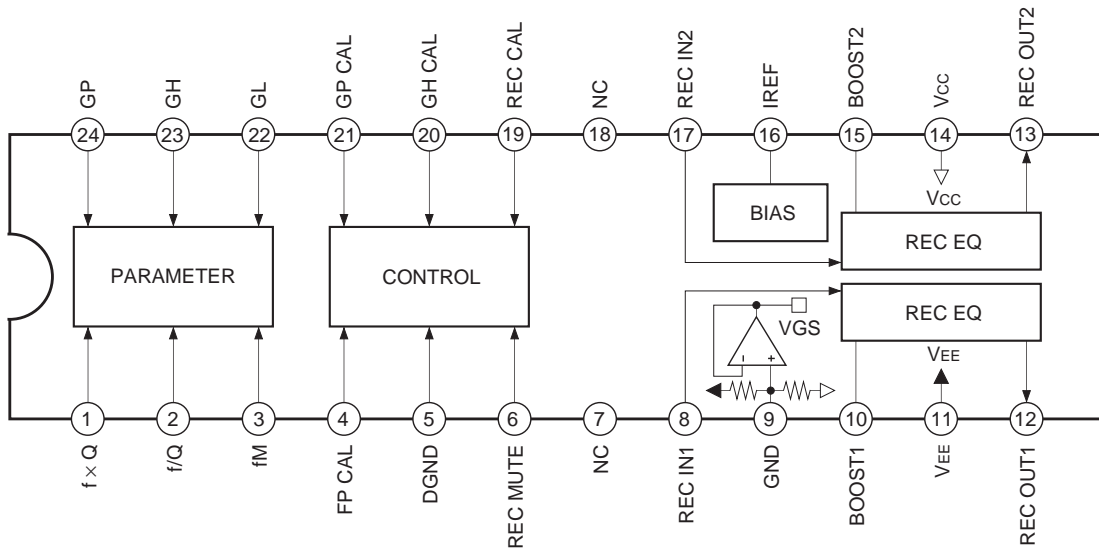 GP
GH
GL
GP CAL
GH CAL
REC CAL
NC
REC IN2
IREF
BOOST2
VCC
REC OUT2
24
23
22
21
20
19
18
17
16
15
14
13
VCC
BIAS
REC EQ
PARAMETER
CONTROL
REC EQ
VGS
VEE
– +
1
2
3
4
5
6
7
8
9
10
11
12
f × Q
f/Q
fM
FP CAL
DGND
REC MUTE
NC
REC IN1
GND
BOOST1
VEE
REC OUT1